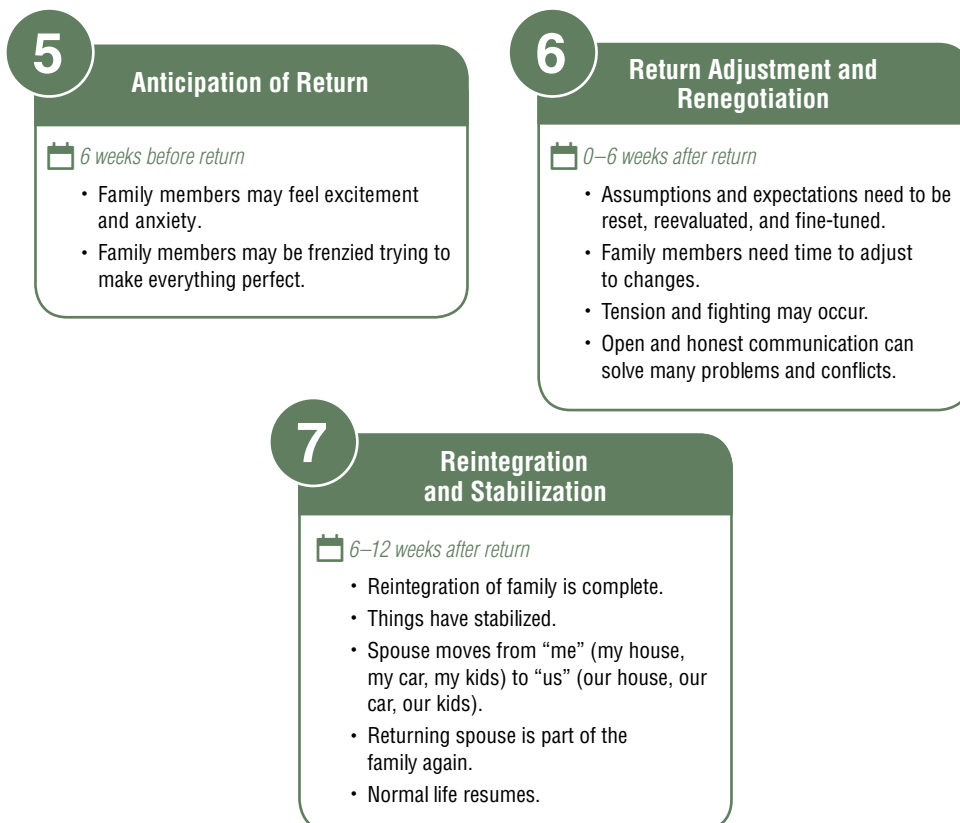 5
Anticipation of Return
6 weeks before return
• Family members may feel excitement
and anxiety.
• Family members may be frenzied trying to
make everything perfect.
6
Return Adjustment and
Renegotiation
0–6 weeks after return
• Assumptions and expectations need to be
reset, reevaluated, and fine-tuned.
• Family members need time to adjust
to changes.
• Tension and fighting may occur.
• Open and honest communication can
solve many problems and conflicts.
7
Reintegration
and Stabilization
6–12 weeks after return
• Reintegration of family is complete.
• Things have stabilized.
• Spouse moves from “me” (my house,
my car, my kids) to “us” (our house, our
car, our kids).
• Returning spouse is part of the
family again.
• Normal life resumes.